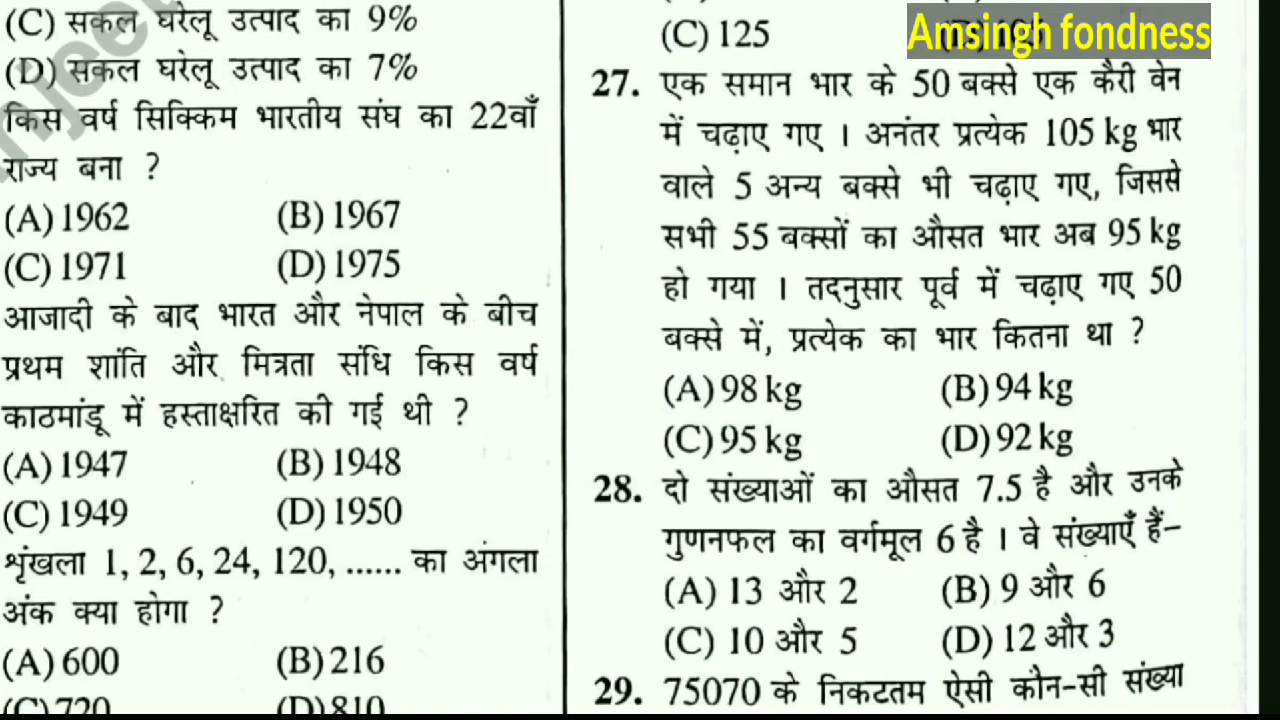 (C) सकल घरेलू उत्पाद का 9%
(D) सकल घरेलू उत्पाद का 7%
किस वर्ष सिक्किम भारतीय संघ का 22वाँ
राज्य बना ?
(A) 1962 (B) 1967
(C) 1971 (D) 1975
आजादी के बाद भारत और नेपाल के बीच
प्रथम शांति और मित्रता संधि किस वर्ष
काठमांडू में हस्ताक्षरित की गई थी ?
(A) 1947 (B) 1948
(C) 1949 (D) 1950
शृंखला 1, 2, 6, 24, 120, ...... का अंगला
अंक क्या होगा ?
(A) 600 (B) 216
(C) 720 (D) 810
Amsingh fondness
(C) 125
27. एक समान भार के 50 बक्से एक कैरी वेन
में चढ़ाए गए । अनंतर प्रत्येक 105 kg भार
वाले 5 अन्य बक्से भी चढ़ाए गए, जिससे
सभी 55 बक्सों का औसत भार अब 95 kg
हो गया । तदनुसार पूर्व में चढ़ाए गए 50
बक्से में, प्रत्येक का भार कितना था ?
(A) 98 kg (B) 94 kg
(C) 95 kg (D) 92 kg
28. दो संख्याओं का औसत 7.5 है और उनके
गुणनफल का वर्गमूल 6 है । वे संख्याएँ हैं–
(A) 13 और 2 (B) 9 और 6
(C) 10 और 5 (D) 12 और 3
29. 75070 के निकटतम ऐसी कौन-सी संख्या